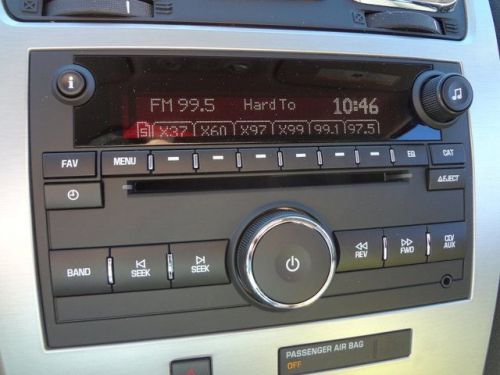 FM 99.5 Hard To 10:46
X37 X60 X97 X99 99.1 97.5
FAV MENU EQ CAT
EJECT
BAND SEEK SEEK REV FWD CD/ AUX
PASSENGER AIR BAG
OFF